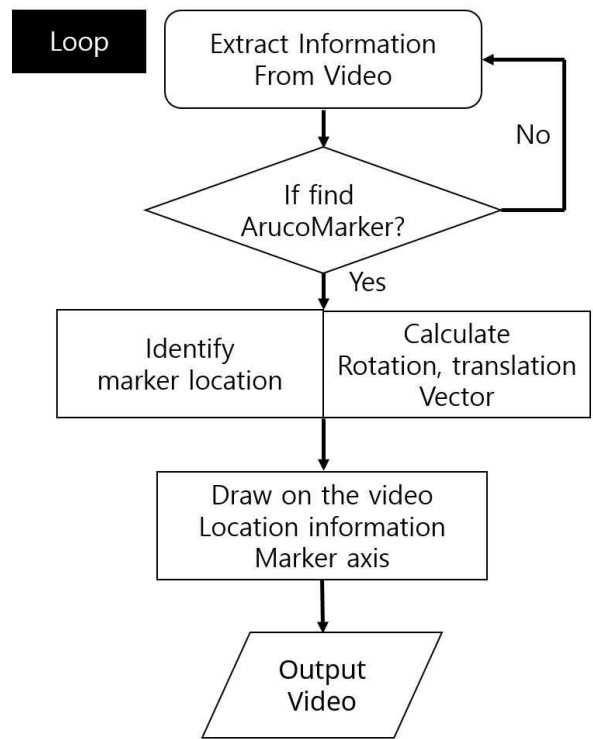 Loop
Extract Information
From Video
No
If find
ArucoMarker?
Yes
Identify
marker location
Calculate
Rotation, translation
Vector
Draw on the video
Location information
Marker axis
Output
Video